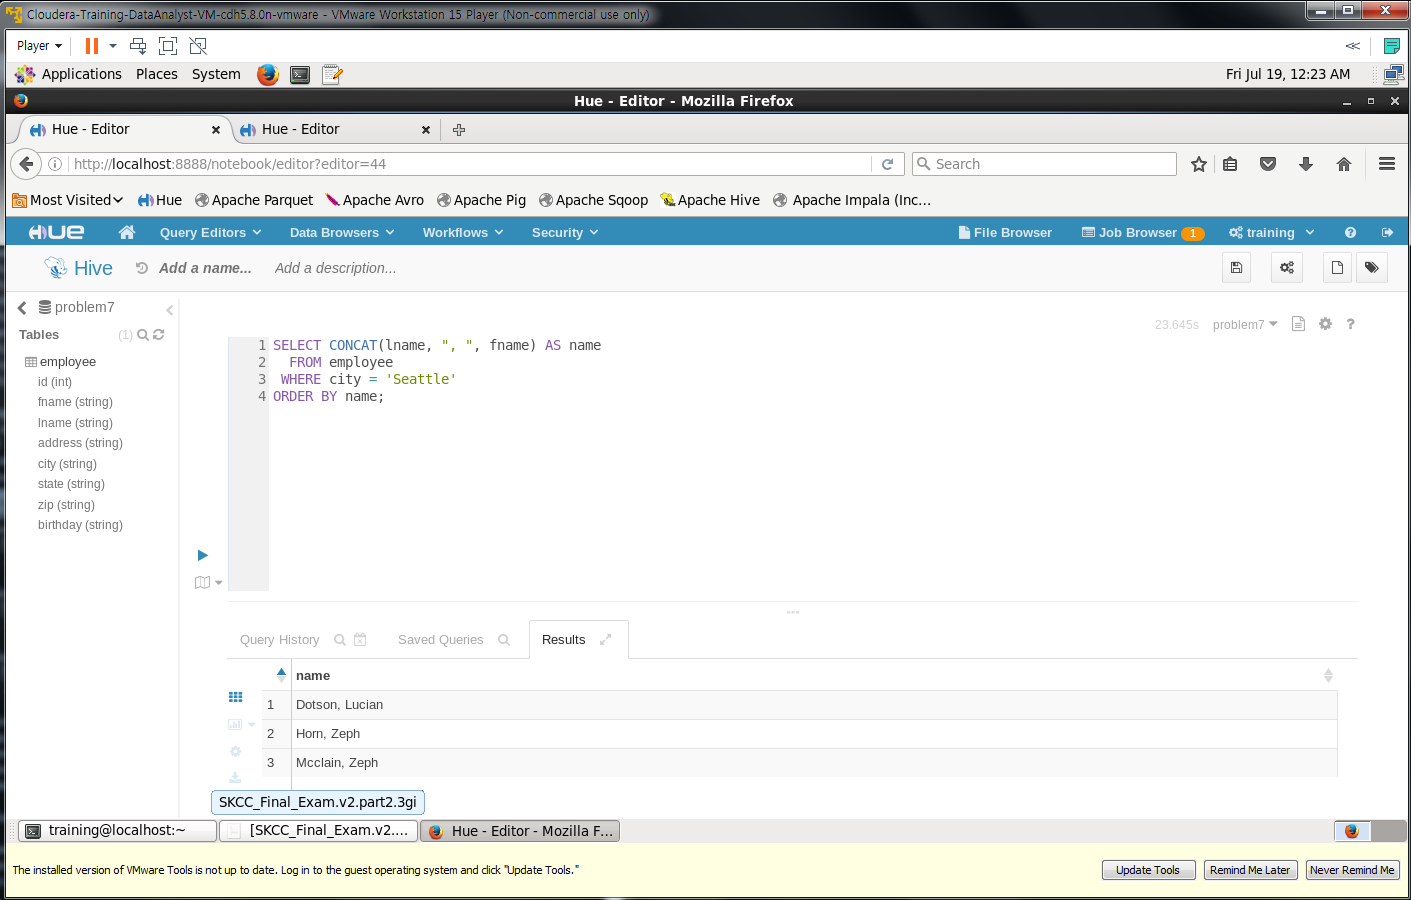 Cloudera-Training-DataAnalyst-VM-cdh5.8.0n-vmware - VMware Workstation 15 Player (Non-commercial use only)
Player
Applications Places System Fri Jul 19, 12:23 AM
Hue - Editor - Mozilla Firefox
Hue - Editor Hue - Editor
http://localhost:8888/notebook/editor?editor=44 Search
Most Visited Hue Apache Parquet Apache Avro Apache Pig Apache Sqoop Apache Hive Apache Impala (Inc...
HUE Query Editors Data Browsers Workflows Security File Browser Job Browser 1 training
Hive Add a name... Add a description...
problem7
23.645s problem7
Tables (1)
employee
id (int)
fname (string)
lname (string)
address (string)
city (string)
state (string)
zip (string)
birthday (string)
1 SELECT CONCAT(lname, ", ", fname) AS name
2 FROM employee
3 WHERE city = 'Seattle'
4 ORDER BY name;
Query History Saved Queries Results
name
1 Dotson, Lucian
2 Horn, Zeph
3 Mcclain, Zeph
SKCC_Final_Exam.v2.part2.3gi
training@localhost:~ [SKCC_Final_Exam.v2.... Hue - Editor - Mozilla F...
The installed version of VMware Tools is not up to date. Log in to the guest operating system and click "Update Tools."
Update Tools Remind Me Later Never Remind Me